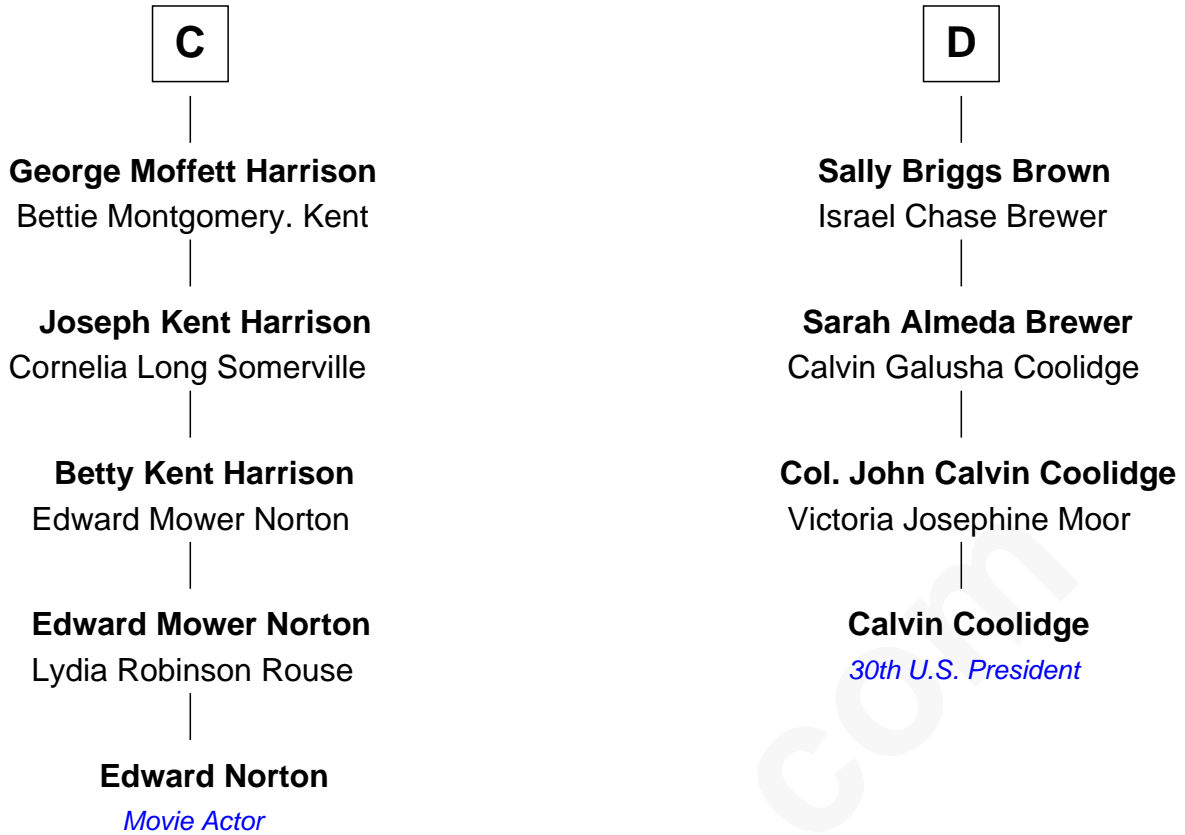 C
George Moffett Harrison
Bettie Montgomery. Kent
Joseph Kent Harrison
Cornelia Long Somerville
Betty Kent Harrison
Edward Mower Norton
Edward Mower Norton
Lydia Robinson Rouse
Edward Norton
Movie Actor
D
Sally Briggs Brown
Israel Chase Brewer
Sarah Almeda Brewer
Calvin Galusha Coolidge
Col. John Calvin Coolidge
Victoria Josephine Moor
Calvin Coolidge
30th U.S. President
com